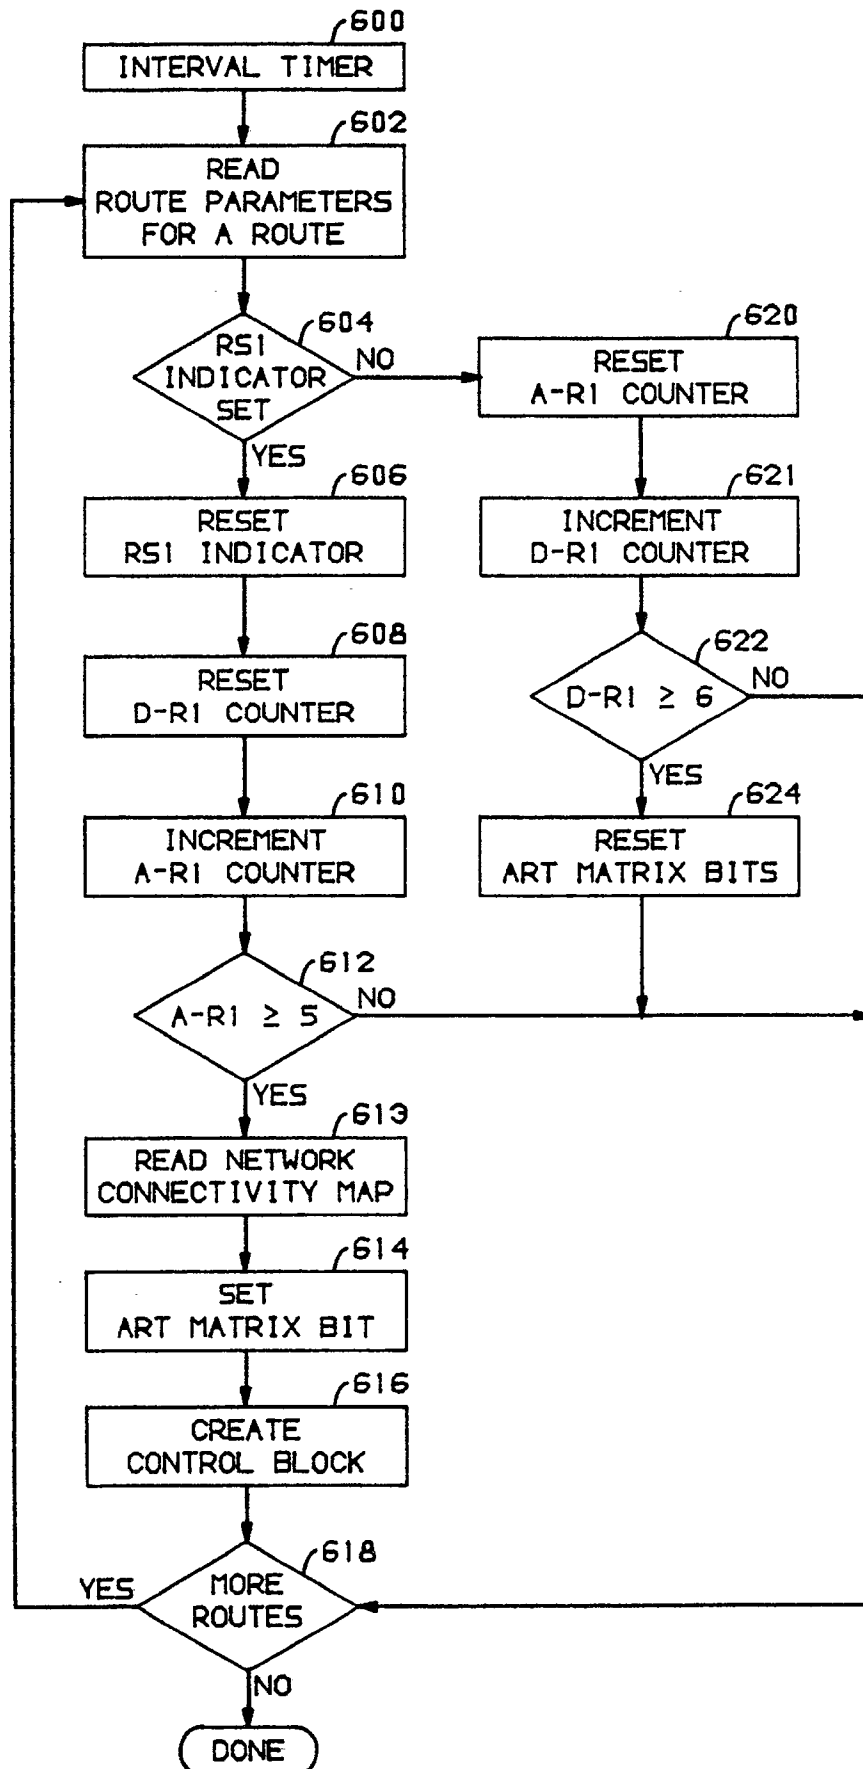 600
INTERVAL TIMER
602
READ
ROUTE PARAMETERS
FOR A ROUTE
604
RS1
INDICATOR
SET
NO
YES
620
RESET
A-R1 COUNTER
606
RESET
RS1 INDICATOR
621
INCREMENT
D-R1 COUNTER
608
RESET
D-R1 COUNTER
622
D-R1 ≥ 6
NO
YES
610
INCREMENT
A-R1 COUNTER
624
RESET
ART MATRIX BITS
612
A-R1 ≥ 5
NO
YES
613
READ NETWORK
CONNECTIVITY MAP
614
SET
ART MATRIX BIT
616
CREATE
CONTROL BLOCK
618
YES
MORE
ROUTES
NO
DONE